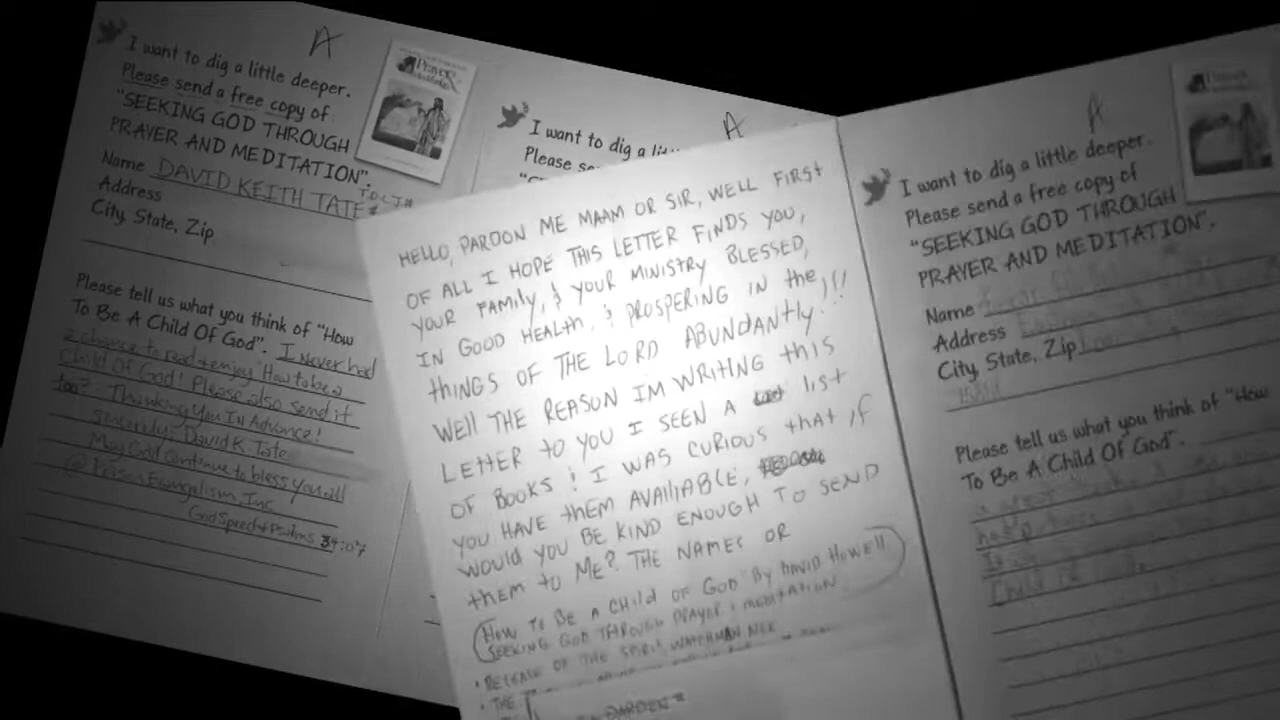 A
I want to dig a little deeper.
Please send a free copy of
"SEEKING GOD THROUGH
PRAYER AND MEDITATION".
Name DAVID KEITH TATE TDCJ#
Address
City, State, Zip
Please tell us what you think of "How
To Be A Child Of God". I Never had
a chance to read & enjoy "How to be a
Child Of God! Please also send it
too? Thanking You In Advance!
Sincerely: David K. Tate
May God continue to bless you all
@ Prison Evangelism, Inc.
God Speed & Psalms 34:07
A
I want to dig a
Please
HELLO, PARDON ME MAAM OR SIR, WELL FIRST
OF ALL I HOPE THIS LETTER FINDS YOU,
YOUR FAMILY, & YOUR MINISTRY BLESSED,
IN GOOD HEALTH, & PROSPERING IN the
things OF THE LORD ABUNDANTLY!!!
WELL THE REASON IM WRITING this
LETTER to YOU I SEEN A list
OF BOOKS & I WAS CURIOUS that if
YOU HAVE them AVAILIABLE,
WOULD YOU BE KIND ENOUGH TO SEND
them to ME? THE NAMES OR
"HOW TO BE A CHILD OF GOD" BY DAVID HOWELL
SEEKING GOD THROUGH PRAYER & MEDITATION
• RELEASE OF THE SPIRIT, WATCHMAN NEE
• THE
DARDEN #
A
I want to dig a little deeper.
Please send a free copy of
"SEEKING GOD THROUGH
PRAYER AND MEDITATION".
Name
Address
City, State, Zip
Please tell us what you think of "How
To Be A Child Of God".